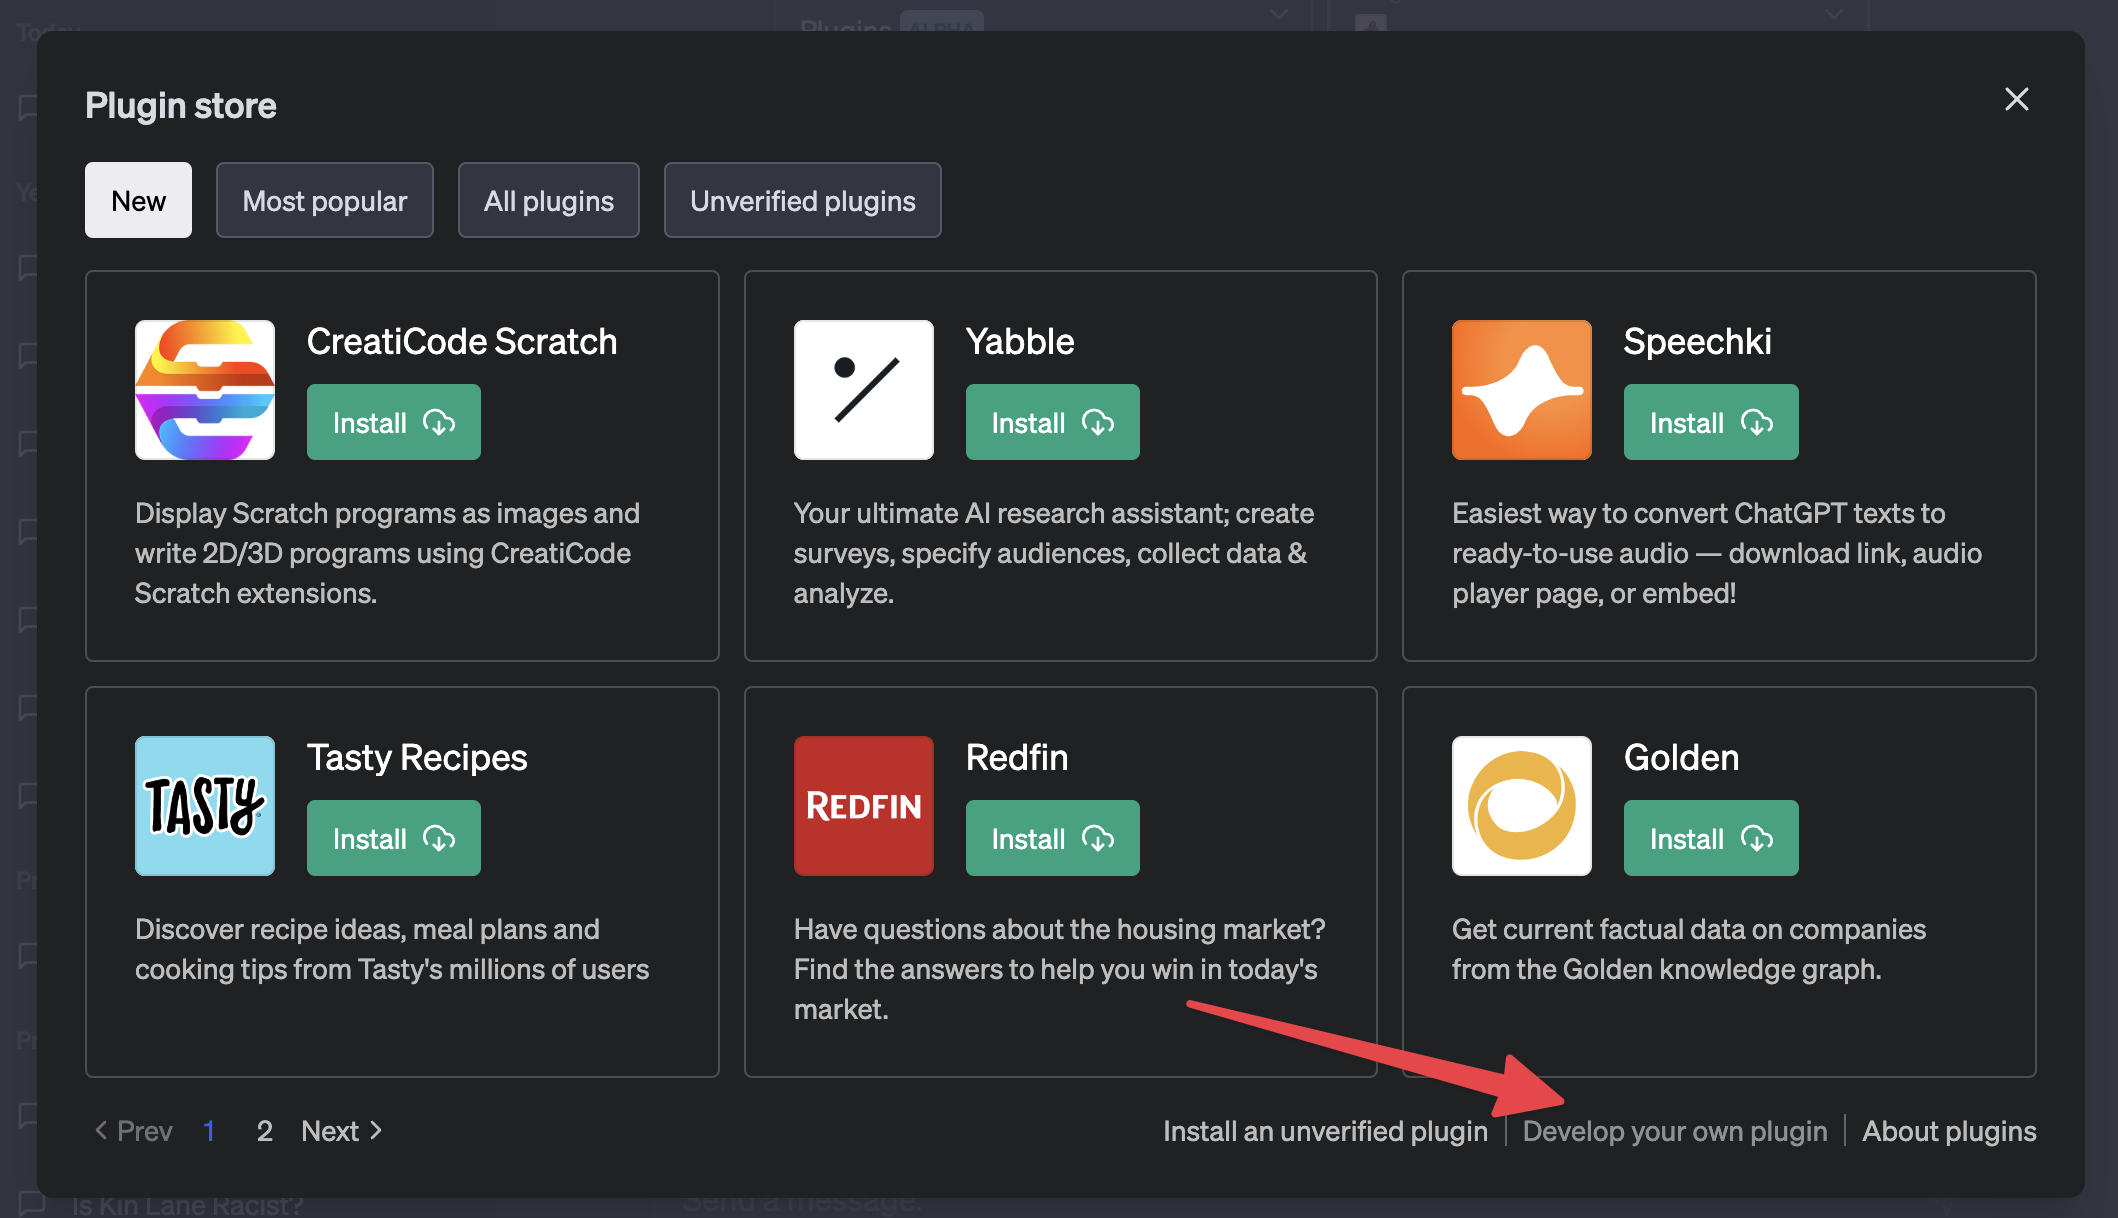 Today
Plugins ALPHA
Plugin store
New
Most popular
All plugins
Unverified plugins
CreatiCode Scratch
Install
Display Scratch programs as images and
write 2D/3D programs using CreatiCode
Scratch extensions.
Yabble
Install
Your ultimate AI research assistant; create
surveys, specify audiences, collect data &
analyze.
Speechki
Install
Easiest way to convert ChatGPT texts to
ready-to-use audio — download link, audio
player page, or embed!
TASTY
Tasty Recipes
Install
Discover recipe ideas, meal plans and
cooking tips from Tasty's millions of users
REDFIN
Redfin
Install
Have questions about the housing market?
Find the answers to help you win in today's
market.
Golden
Install
Get current factual data on companies
from the Golden knowledge graph.
Prev 1 2 Next
Install an unverified plugin
Develop your own plugin
About plugins
Is Kin Lane Racist?
Send a message.